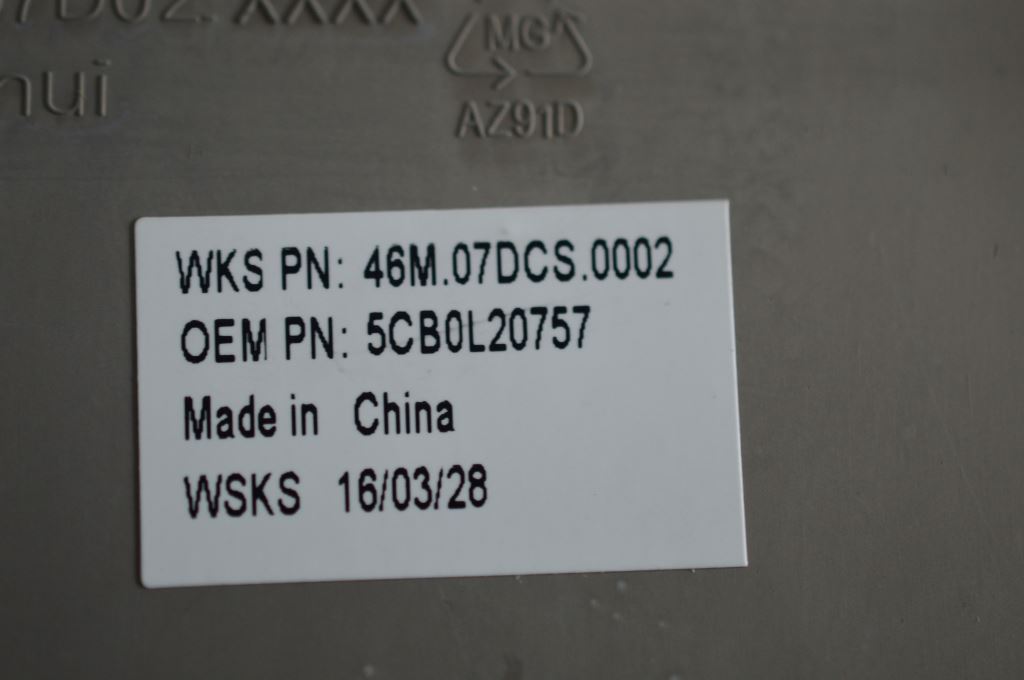 MG
AZ91D
WKS PN: 46M.07DCS.0002
OEM PN: 5CB0L20757
Made in China
WSKS 16/03/28